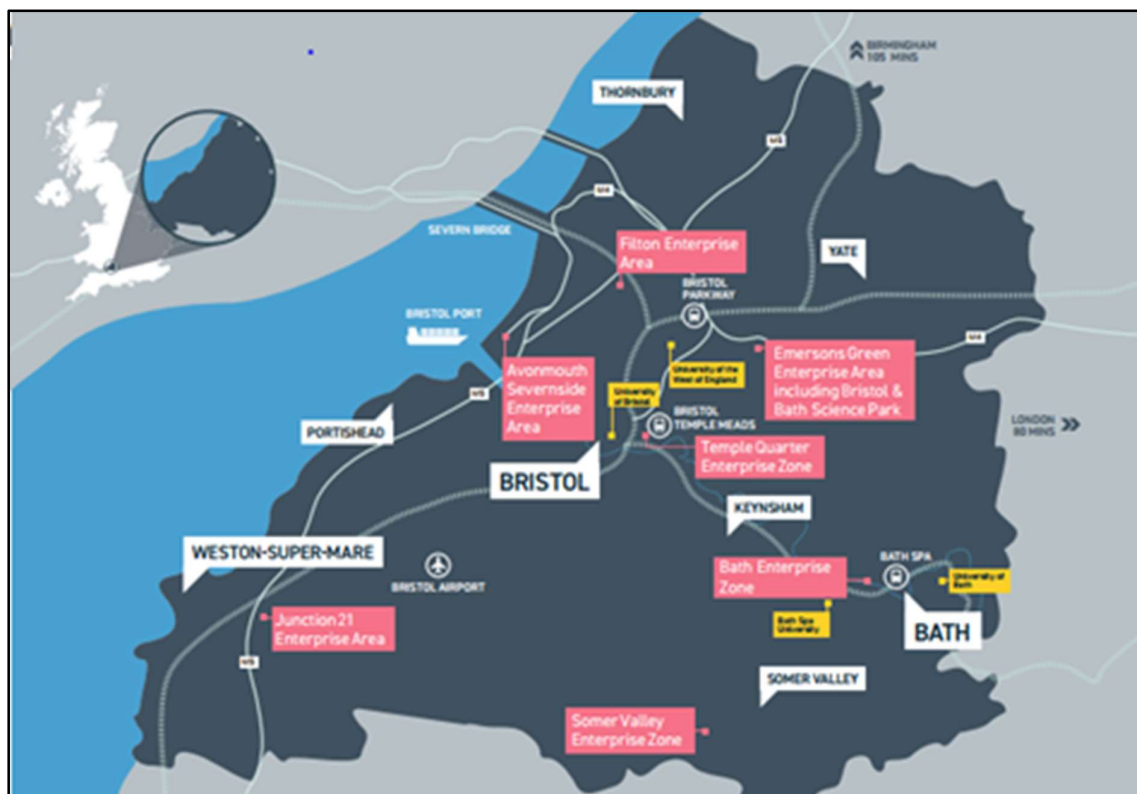 BIRMINGHAM
105 MINS
THORNBURY
M5
M4
SEVERN BRIDGE
Filton Enterprise
Area
YATE
BRISTOL
PARKWAY
BRISTOL PORT
M4
Avonmouth
Severnside
Enterprise
Area
University of the
West of England
Emersons Green
Enterprise Area
including Bristol &
Bath Science Park
University
of Bristol
M5
PORTISHEAD
BRISTOL
TEMPLE MEADS
LONDON
80 MINS
Temple Quarter
Enterprise Zone
BRISTOL
KEYNSHAM
WESTON-SUPER-MARE
BRISTOL AIRPORT
Bath Enterprise
Zone
BATH SPA
University of
Bath
Junction 21
Enterprise Area
Bath Spa
University
BATH
M5
SOMER VALLEY
Somer Valley
Enterprise Zone